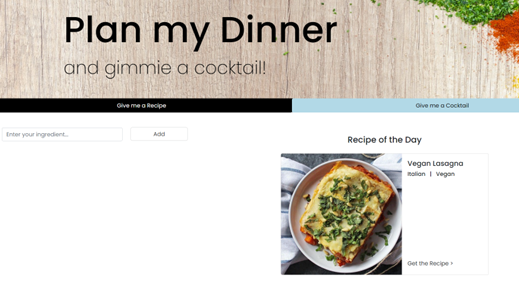 Plan my Dinner
and gimmie a cocktail!
Give me a Recipe
Give me a Cocktail
Enter your ingredient...
Add
Recipe of the Day
Vegan Lasagna
Italian | Vegan
Get the Recipe >